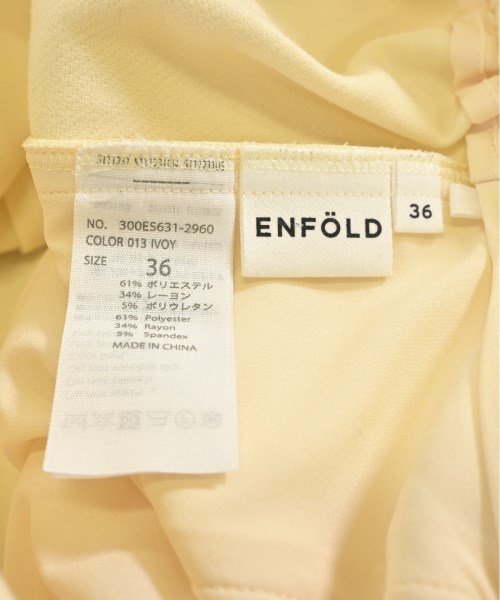 NO. 300ES631-2960
COLOR 013 IVOY
SIZE 36
61% ポリエステル
34% レーヨン
5% ポリウレタン
61% Polyester
34% Rayon
5% Spandex
MADE IN CHINA
ENFÖLD
36